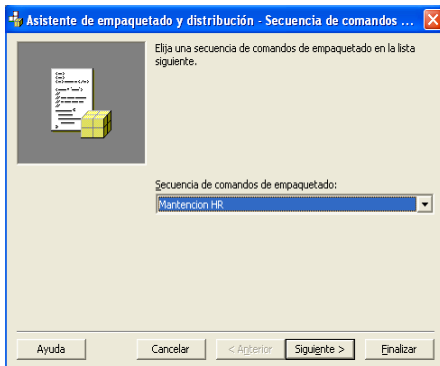 Asistente de empaquetado y distribución - Secuencia de comandos ...
Elija una secuencia de comandos de empaquetado en la lista
siguiente.
Secuencia de comandos de empaquetado:
Mantencion HR
Ayuda
Cancelar
< Anterior
Siguiente >
Finalizar